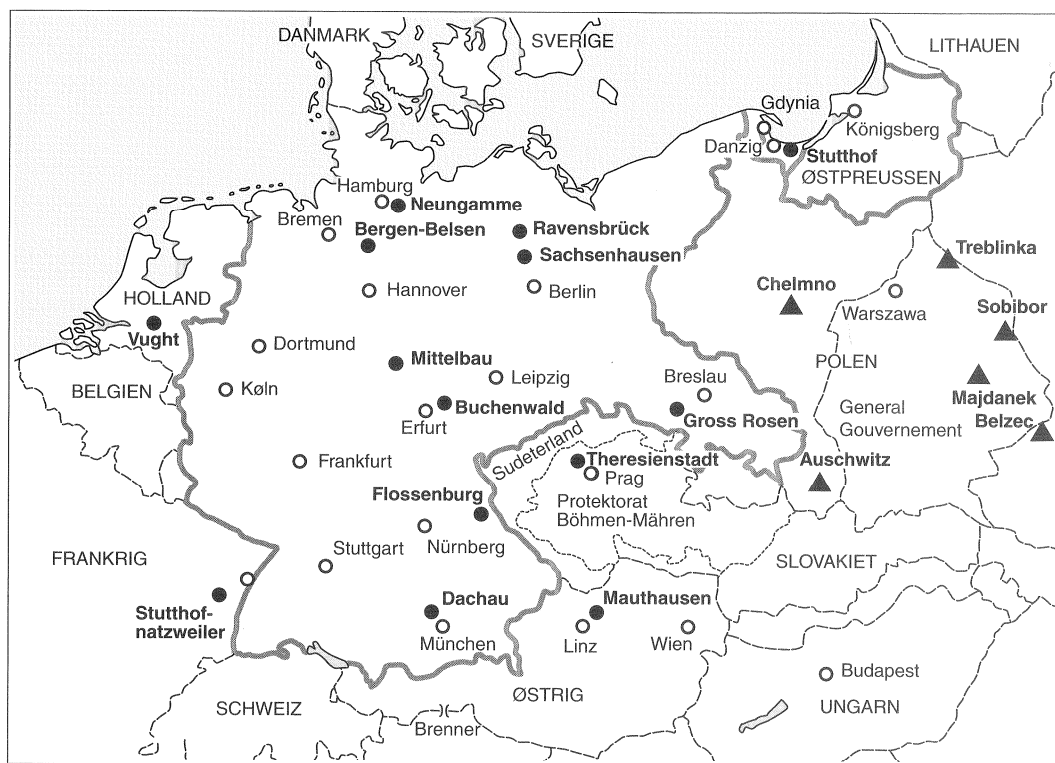 DANMARK
SVERIGE
LITHAUEN
Gdynia
Königsberg
Danzig
Stutthof
ØSTPREUSSEN
Hamburg
Neungamme
Bremen
Bergen-Belsen
Ravensbrück
Sachsenhausen
Treblinka
HOLLAND
Hannover
Berlin
Chelmno
Warszawa
Sobibor
Vught
Dortmund
Mittelbau
POLEN
BELGIEN
Køln
Leipzig
Breslau
Majdanek
Buchenwald
Erfurt
Gross Rosen
General
Gouvernement
Belzec
Sudeterland
Frankfurt
Theresienstadt
Prag
Auschwitz
Flossenburg
Protektorat
Böhmen-Mähren
Nürnberg
FRANKRIG
Stuttgart
SLOVAKIET
Stutthof-
natzweiler
Dachau
Mauthausen
München
Linz
Wien
Budapest
SCHWEIZ
ØSTRIG
UNGARN
Brenner